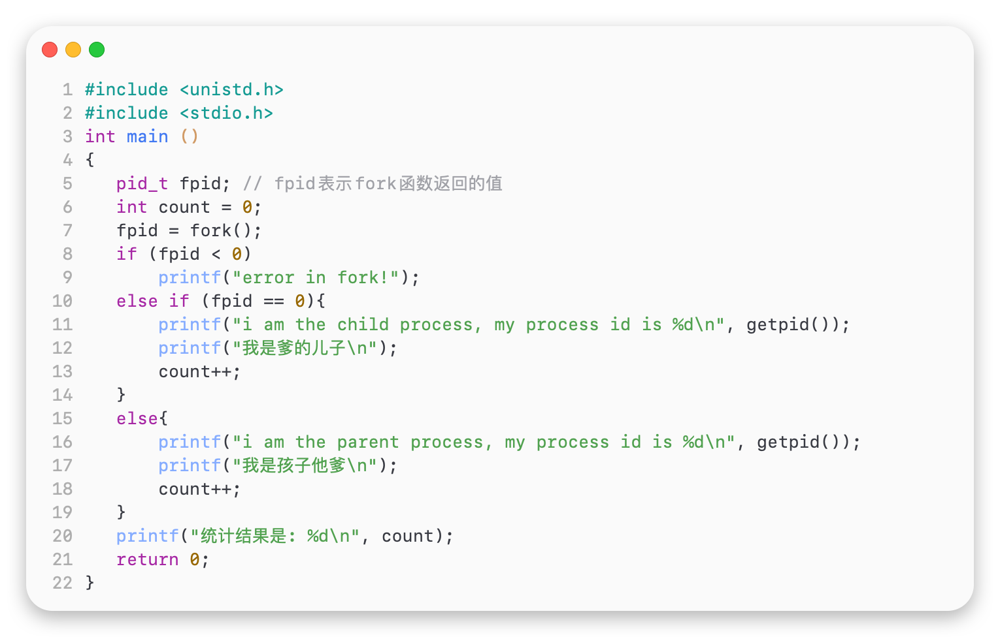 1 #include <unistd.h>
2 #include <stdio.h>
3 int main ()
4 {
5    pid_t fpid; // fpid表示fork函数返回的值
6    int count = 0;
7    fpid = fork();
8    if (fpid < 0)
9        printf("error in fork!");
10    else if (fpid == 0){
11        printf("i am the child process, my process id is %d\n", getpid());
12        printf("我是爹的儿子\n");
13        count++;
14    }
15    else{
16        printf("i am the parent process, my process id is %d\n", getpid());
17        printf("我是孩子他爹\n");
18        count++;
19    }
20    printf("统计结果是: %d\n", count);
21    return 0;
22 }